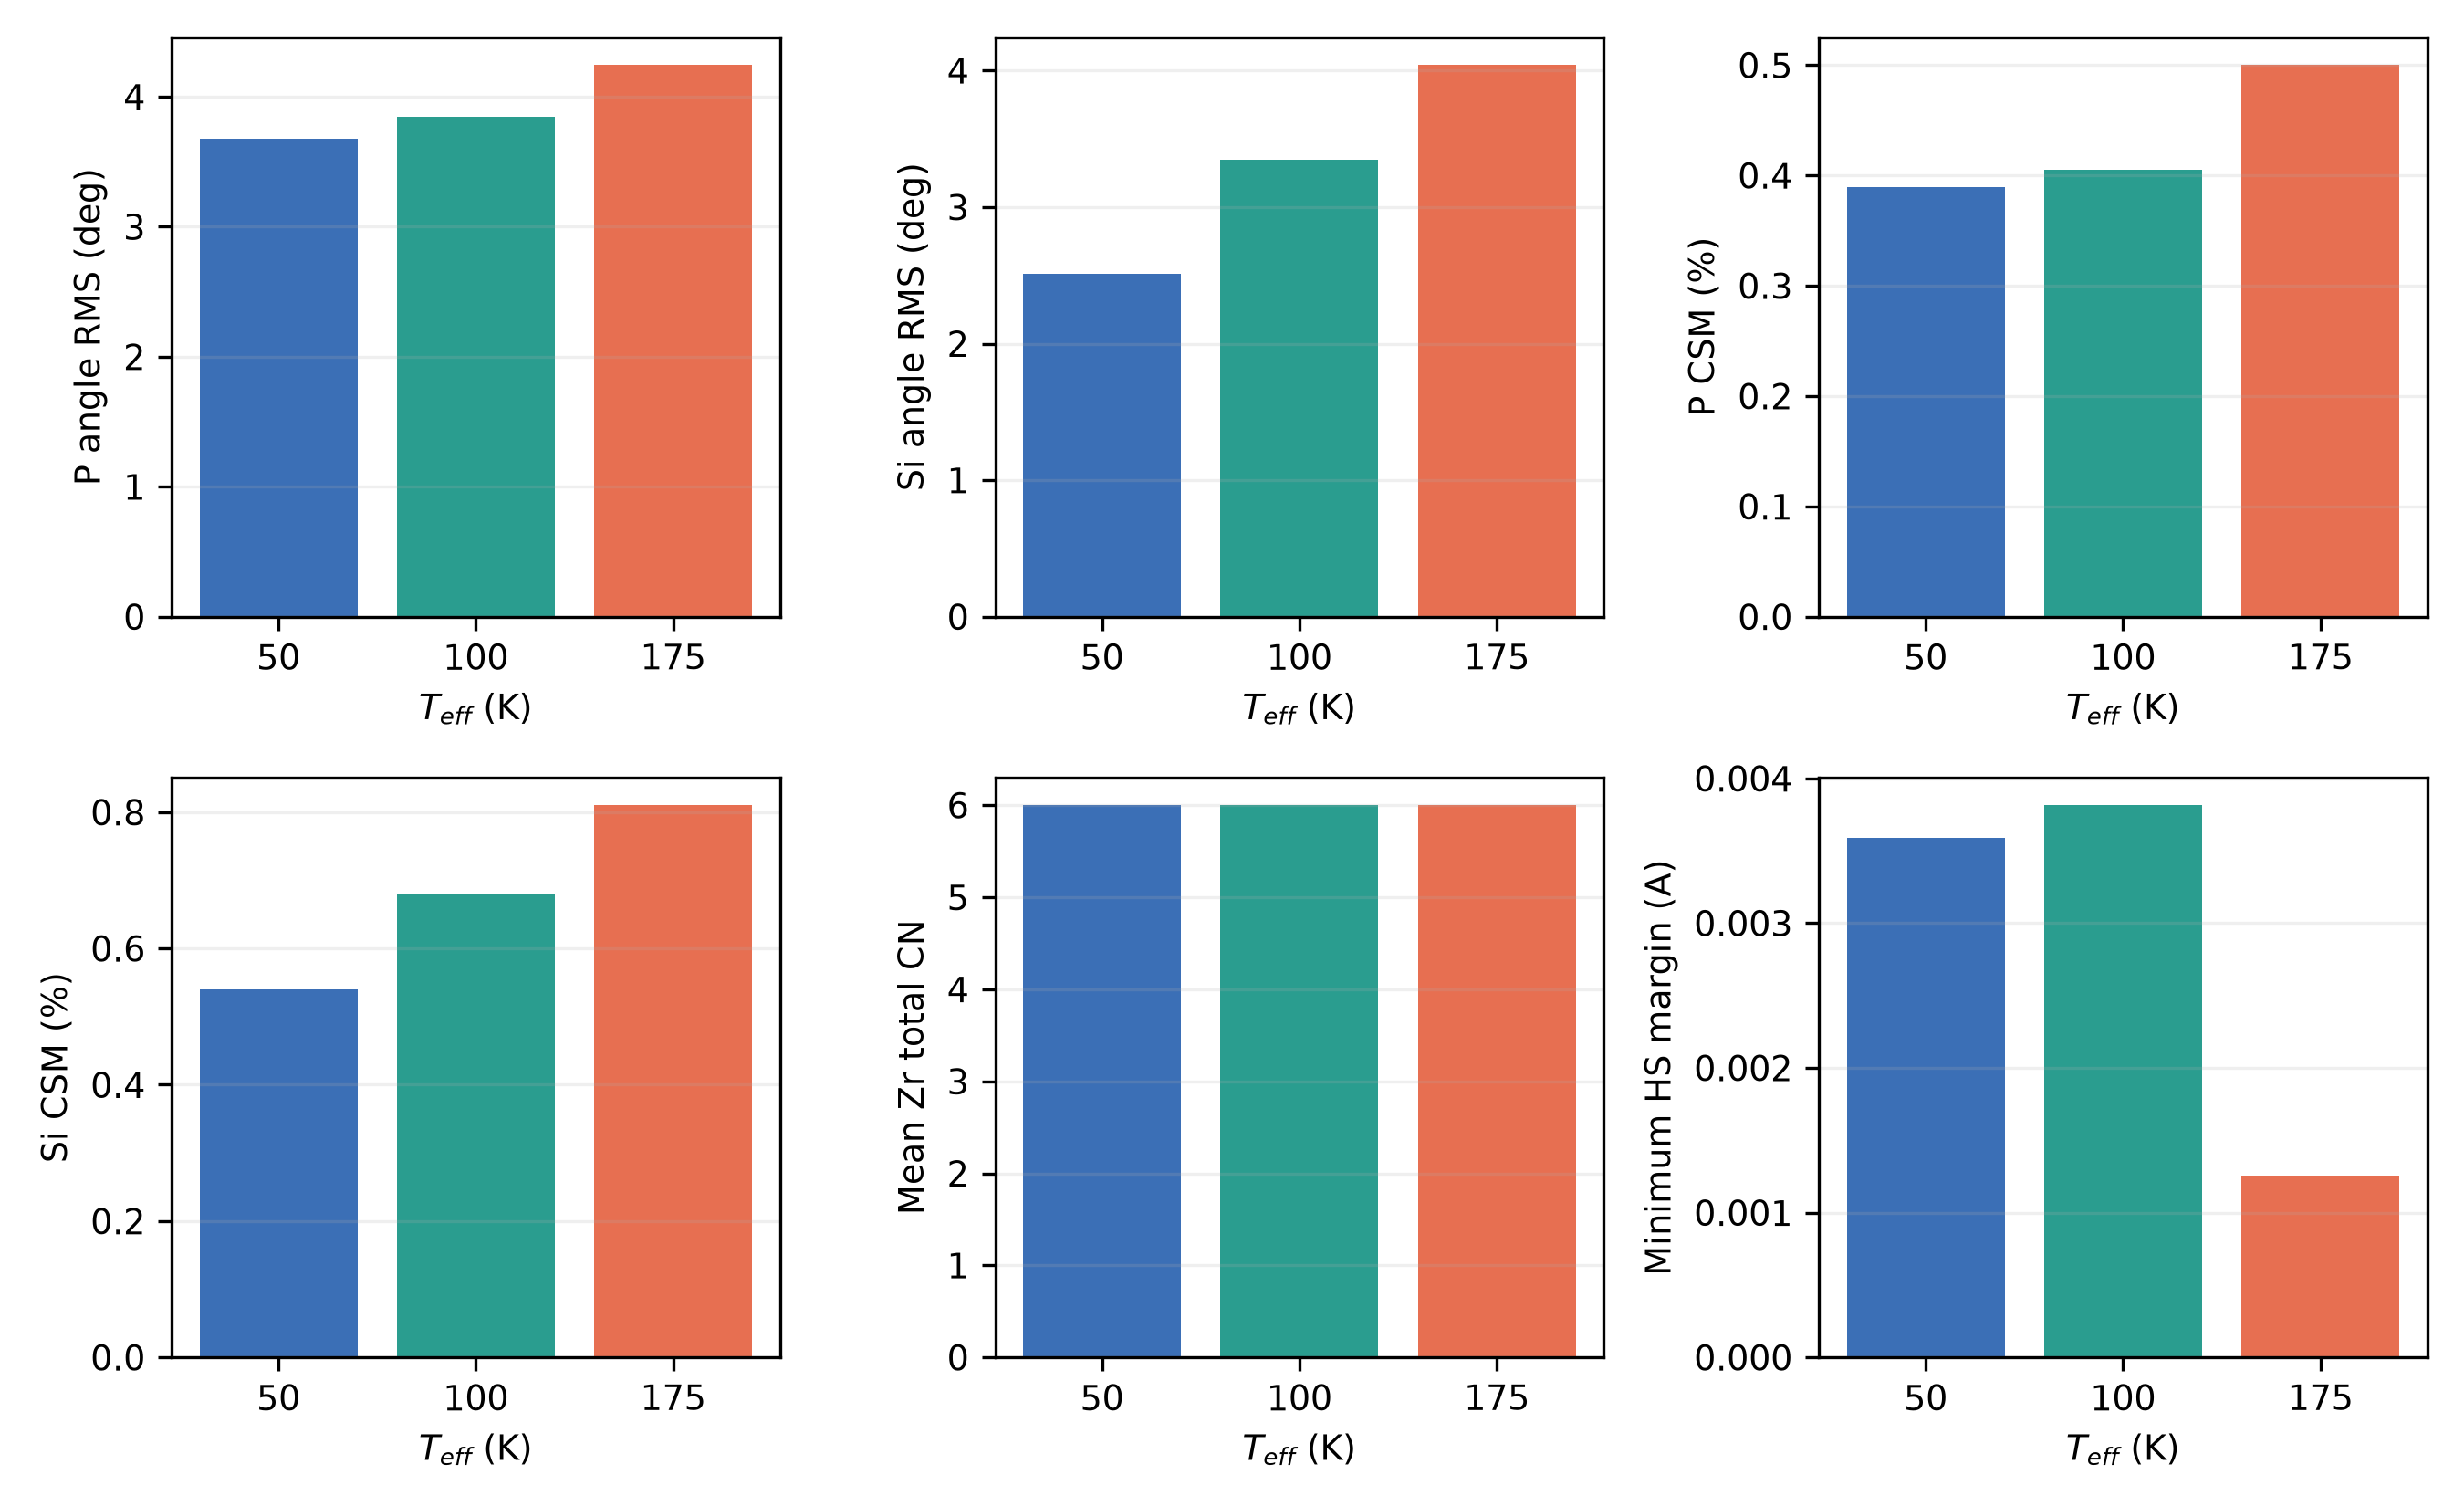 P angle RMS (deg)
4
3
2
1
0
50 100 175
T_eff (K)
Si angle RMS (deg)
4
3
2
1
0
50 100 175
T_eff (K)
P CSM (%)
0.5
0.4
0.3
0.2
0.1
0.0
50 100 175
T_eff (K)
Si CSM (%)
0.8
0.6
0.4
0.2
0.0
50 100 175
T_eff (K)
Mean Zr total CN
6
5
4
3
2
1
0
50 100 175
T_eff (K)
Minimum HS margin (A)
0.004
0.003
0.002
0.001
0.000
50 100 175
T_eff (K)